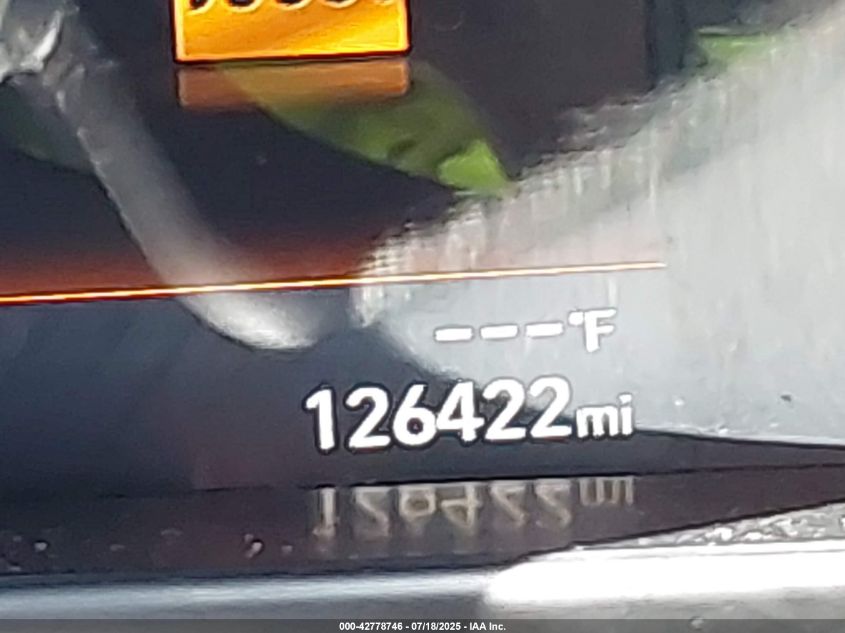 ---°F
126422mi
000-42778746 - 07/18/2025 - IAA Inc.